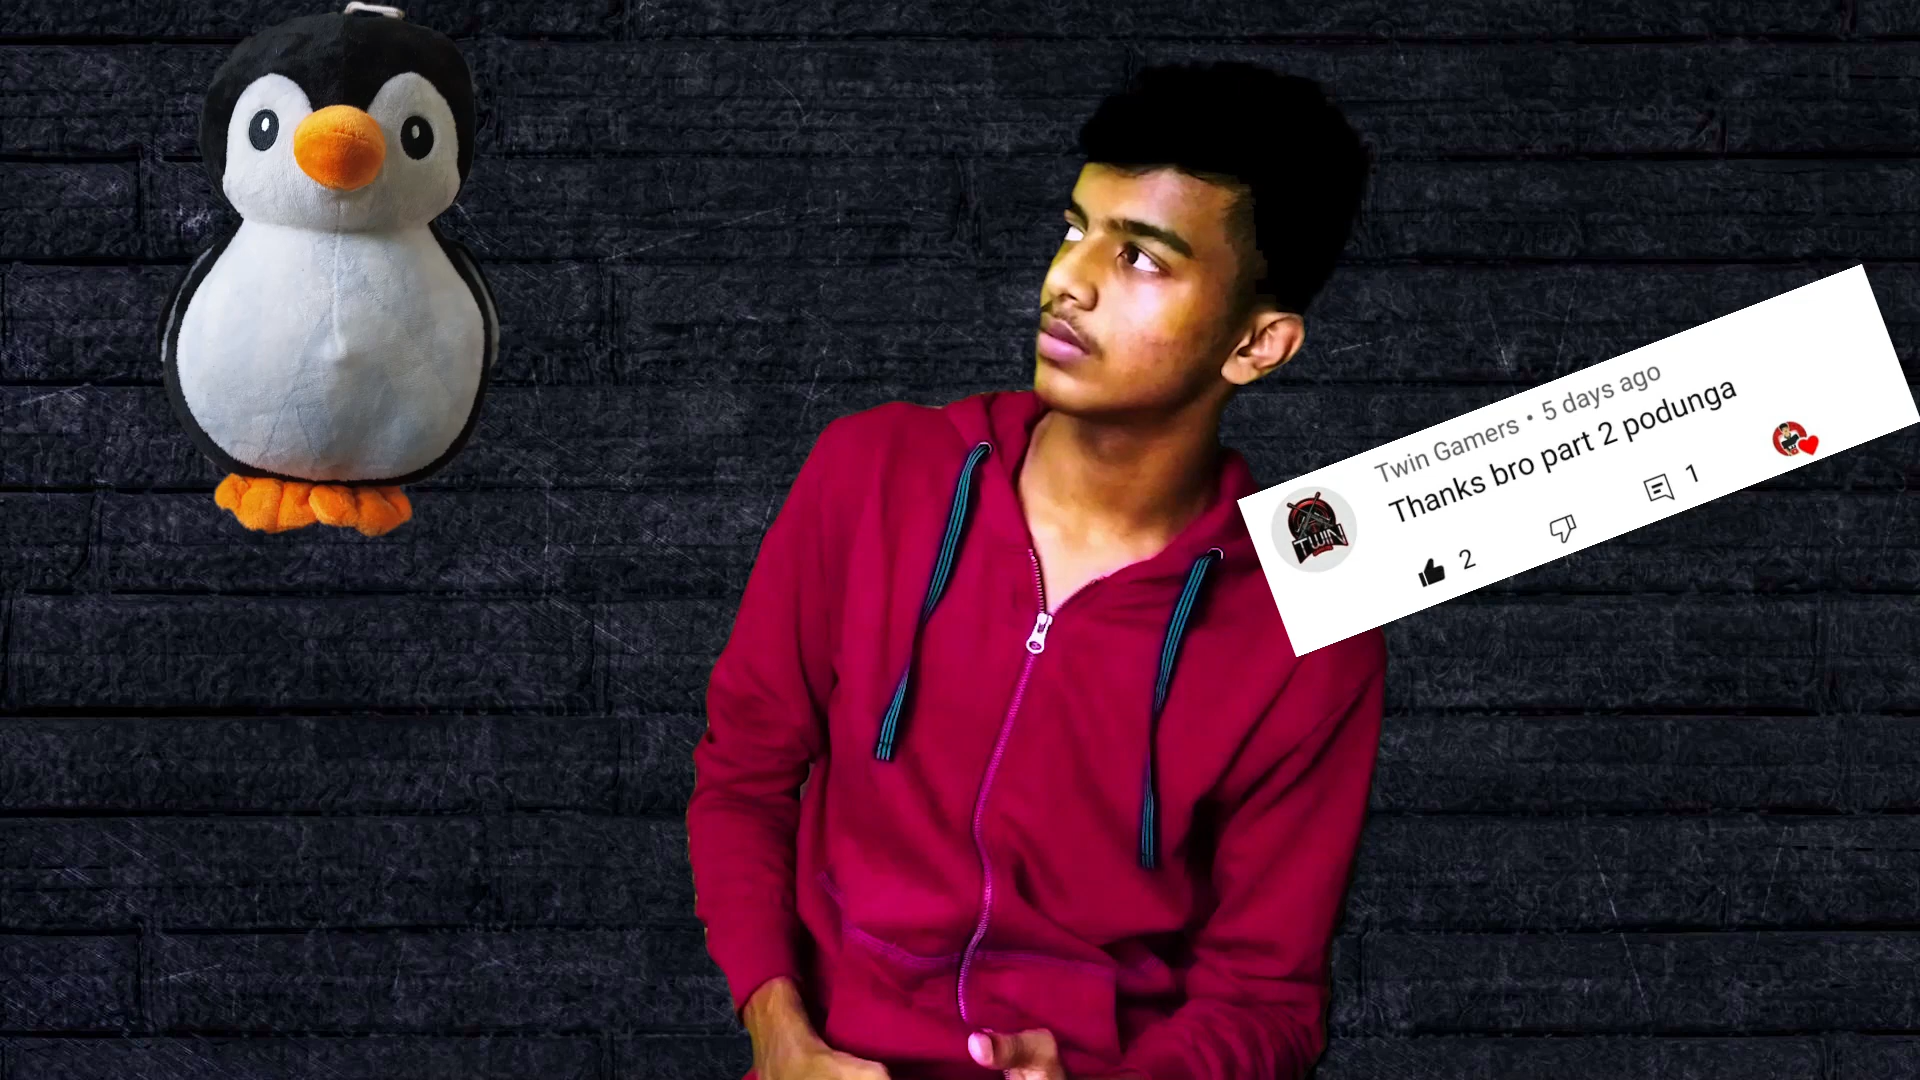 Twin Gamers • 5 days ago
Thanks bro part 2 podunga
2
1
TWIN